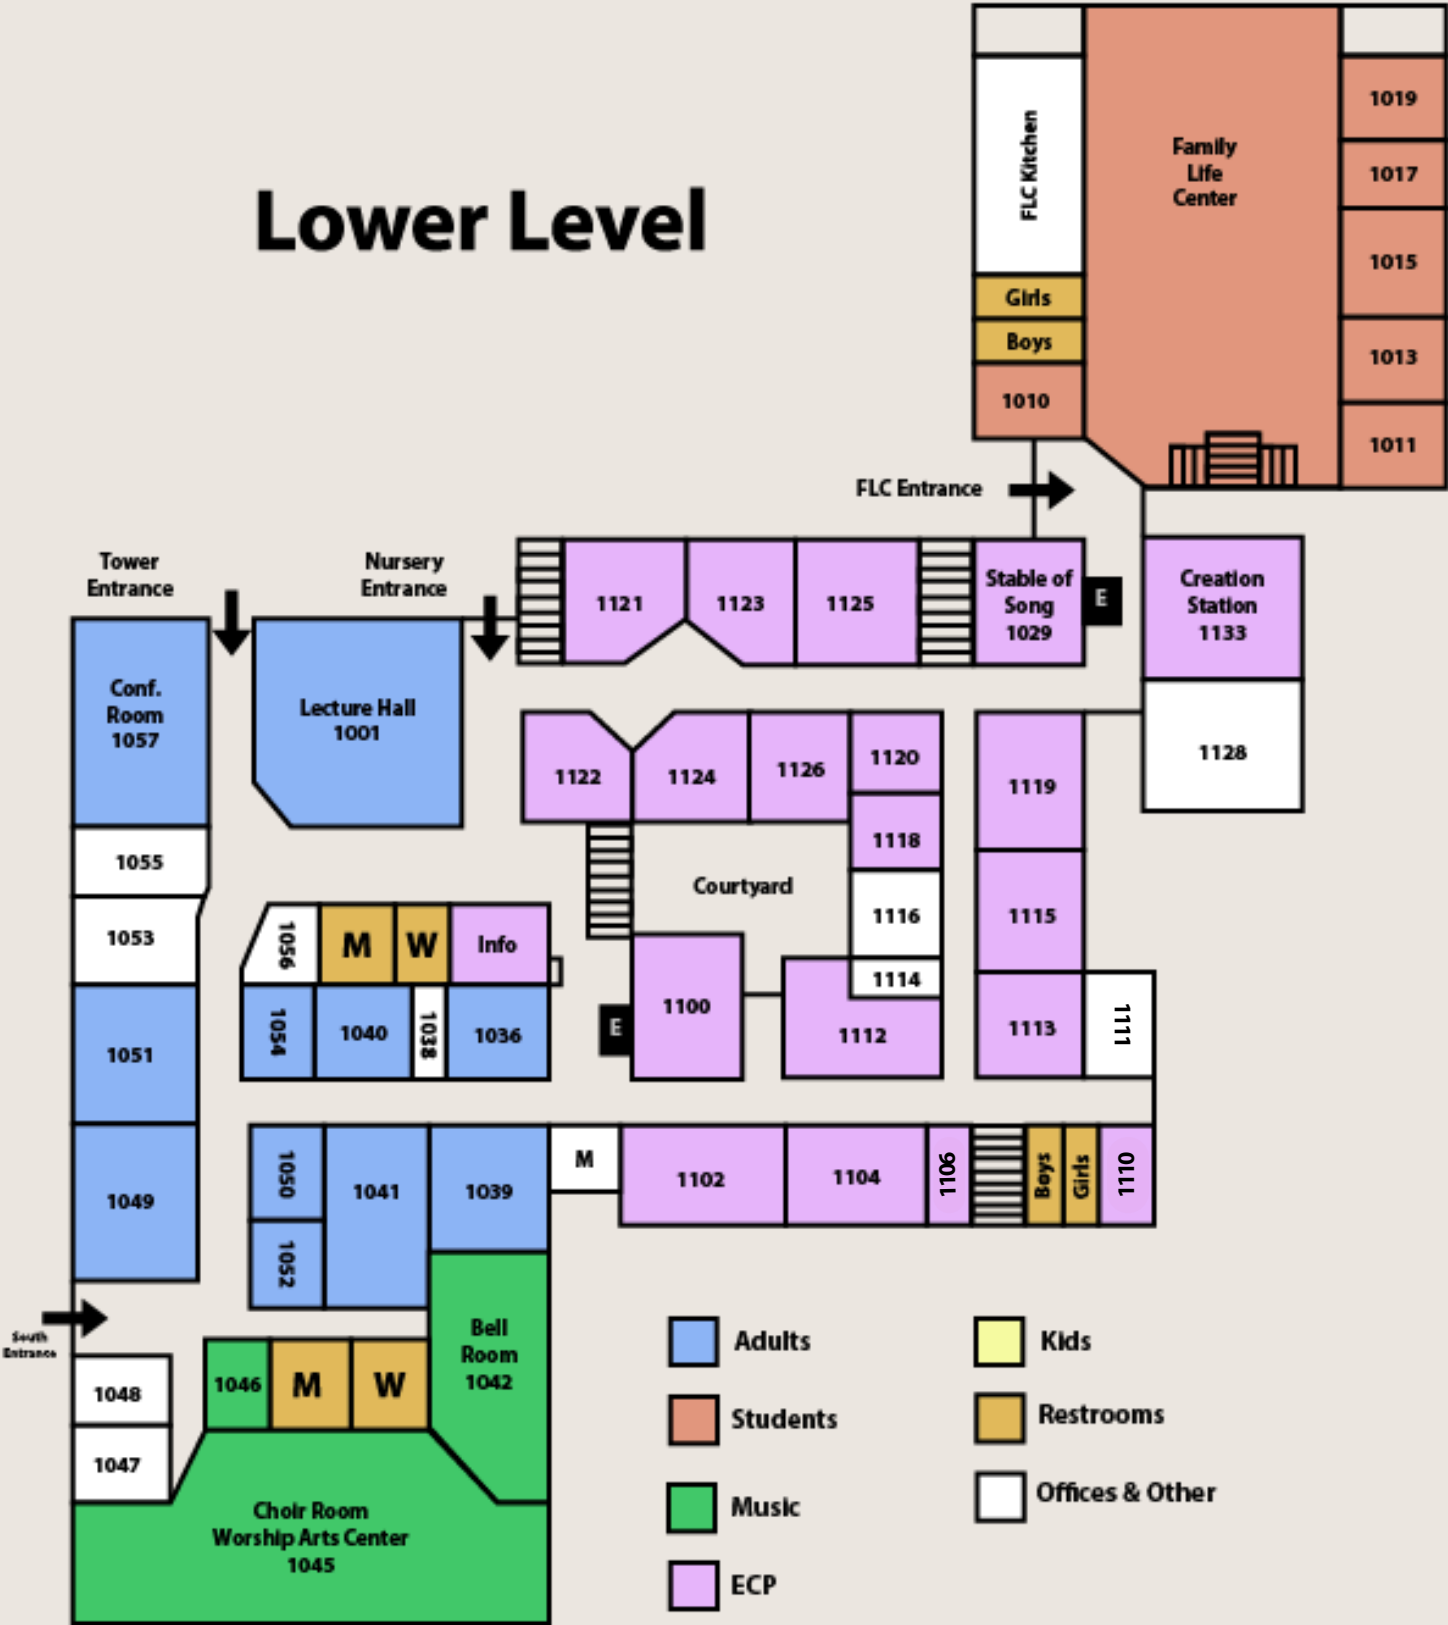 Lower Level
FLC Kitchen
Family
Life
Center
1019
1017
1015
1013
1011
Girls
Boys
1010
FLC Entrance
Tower
Entrance
Nursery
Entrance
1121
1123
1125
Stable of
Song
1029
E
Creation
Station
1133
1128
Conf.
Room
1057
Lecture Hall
1001
1122
1124
1126
1120
1118
1116
1114
1112
1119
1115
1113
1111
Courtyard
1100
E
1055
1053
1051
1049
1056
M
W
Info
1054
1040
1038
1036
1050
1052
1041
1039
M
1102
1104
1106
Boys
Girls
1110
South
Entrance
1048
1047
1046
M
W
Bell
Room
1042
Choir Room
Worship Arts Center
1045
Adults
Students
Music
ECP
Kids
Restrooms
Offices & Other